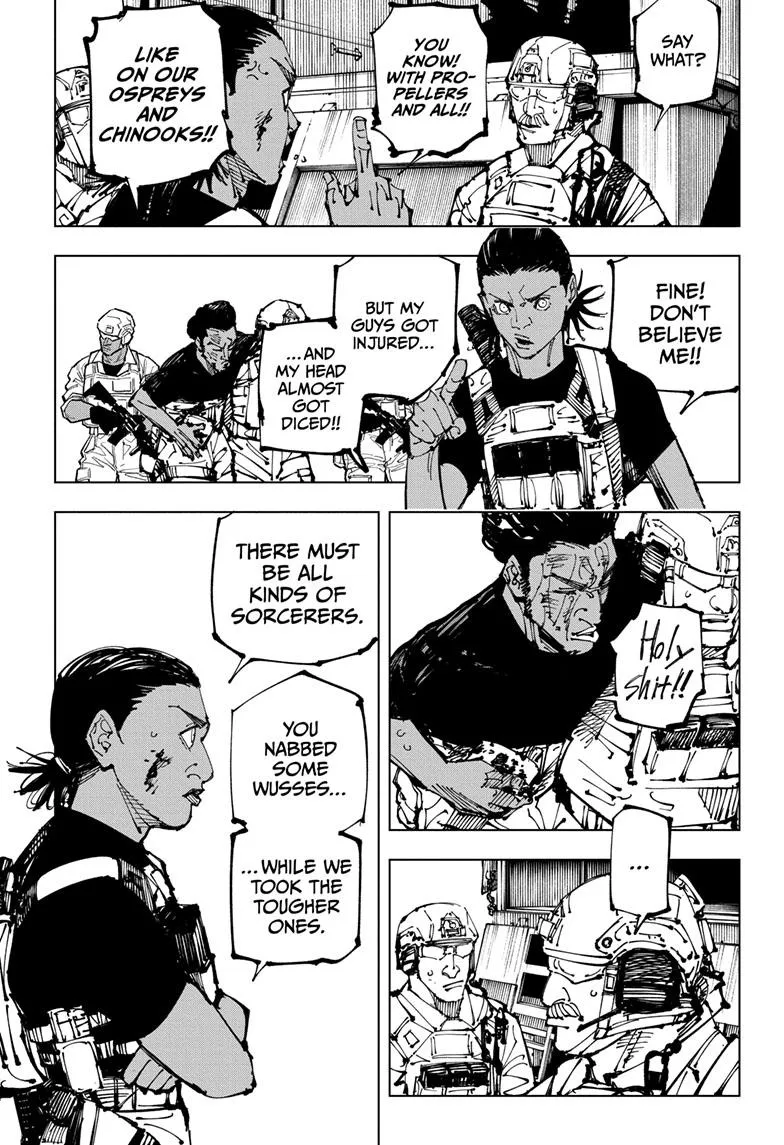 SAY
WHAT?
YOU
KNOW!
WITH PRO-
PELLERS
AND ALL!!
LIKE
ON OUR
OSPREYS
AND
CHINOOKS!!
FINE!
DON'T
BELIEVE
ME!!
BUT MY
GUYS GOT
INJURED...
...AND
MY HEAD
ALMOST
GOT
DICED!!
Holy
shit!!
...
THERE MUST
BE ALL
KINDS OF
SORCERERS.
YOU
NABBED
SOME
WUSSES...
...WHILE WE
TOOK THE
TOUGHER
ONES.